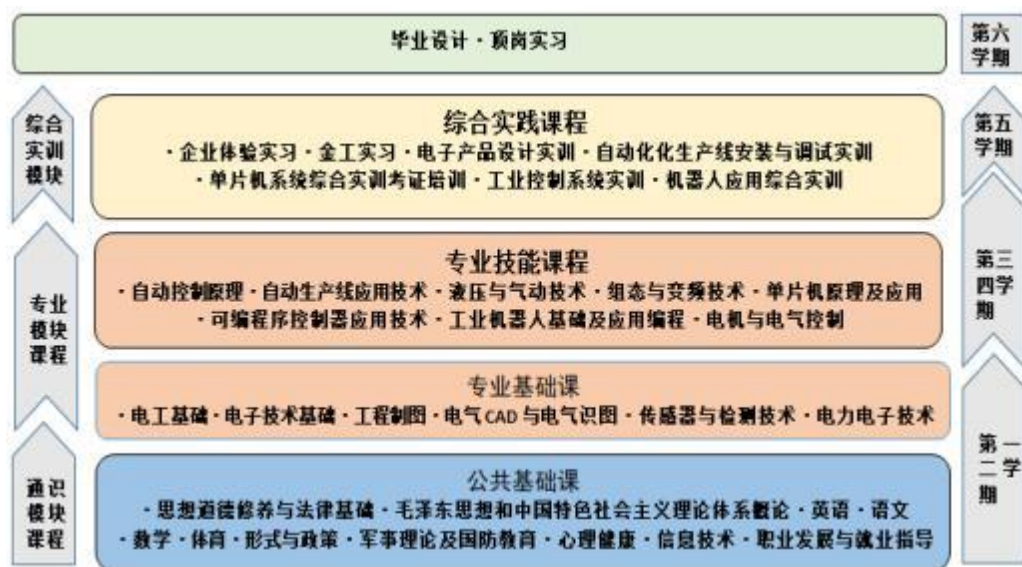 毕业设计·顶岗实习
第六
学期
综合
实训
模块
综合实践课程
·企业体验实习·金工实习·电子产品设计实训·自动化化生产线安装与调试实训
·单片机系统综合实训考证培训·工业控制系统实训·机器人应用综合实训
第五
学期
专业
模块
课程
专业技能课程
·自动控制原理·自动生产线应用技术·液压与气动技术·组态与变频技术·单片机原理及应用
·可编程序控制器应用技术·工业机器人基础及应用编程·电机与电气控制
第三
四学
期
专业基础课
·电工基础·电子技术基础·工程制图·电气CAD与电气识图·传感器与检测技术·电力电子技术
通识
模块
课程
公共基础课
·思想道德修养与法律基础·毛泽东思想和中国特色社会主义理论体系概论·英语·语文
·数学·体育·形式与政策·军事理论及国防教育·心理健康·信息技术·职业发展与就业指导
第一
二学
期